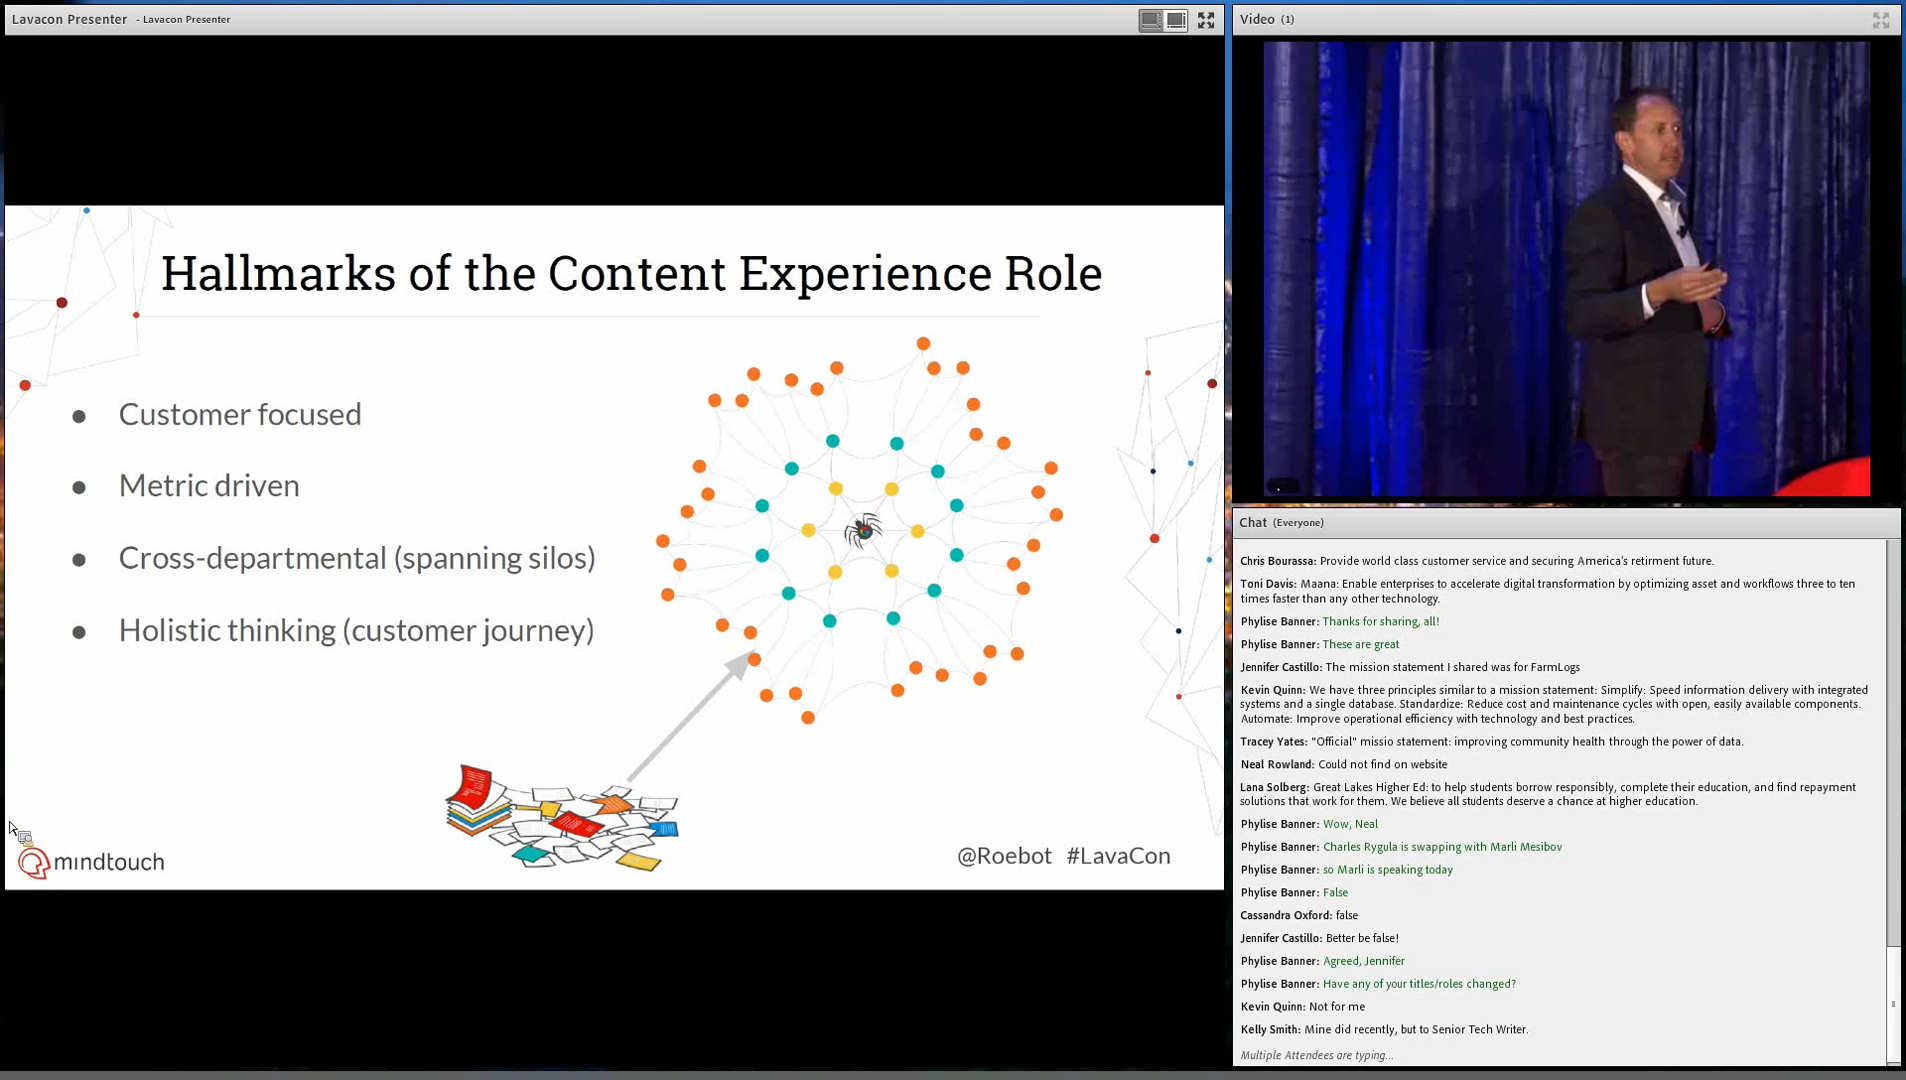 Lavacon Presenter - Lavacon Presenter
Hallmarks of the Content Experience Role
Customer focused
Metric driven
Cross-departmental (spanning silos)
Holistic thinking (customer journey)
mindtouch
@Roebot #LavaCon
Video (1)
Chat (Everyone)
Chris Bourassa: Provide world class customer service and securing America's retirment future.
Toni Davis: Maana: Enable enterprises to accelerate digital transformation by optimizing asset and workflows three to ten
times faster than any other technology.
Phylise Banner: Thanks for sharing, all!
Phylise Banner: These are great
Jennifer Castillo: The mission statement I shared was for FarmLogs
Kevin Quinn: We have three principles similar to a mission statement: Simplify: Speed information delivery with integrated
systems and a single database. Standardize: Reduce cost and maintenance cycles with open, easily available components.
Automate: Improve operational efficiency with technology and best practices.
Tracey Yates: "Official" missio statement: improving community health through the power of data.
Neal Rowland: Could not find on website
Lana Solberg: Great Lakes Higher Ed: to help students borrow responsibly, complete their education, and find repayment
solutions that work for them. We believe all students deserve a chance at higher education.
Phylise Banner: Wow, Neal
Phylise Banner: Charles Rygula is swapping with Marli Mesibov
Phylise Banner: so Marli is speaking today
Phylise Banner: False
Cassandra Oxford: false
Jennifer Castillo: Better be false!
Phylise Banner: Agreed, Jennifer
Phylise Banner: Have any of your titles/roles changed?
Kevin Quinn: Not for me
Kelly Smith: Mine did recently, but to Senior Tech Writer.
Multiple Attendees are typing...